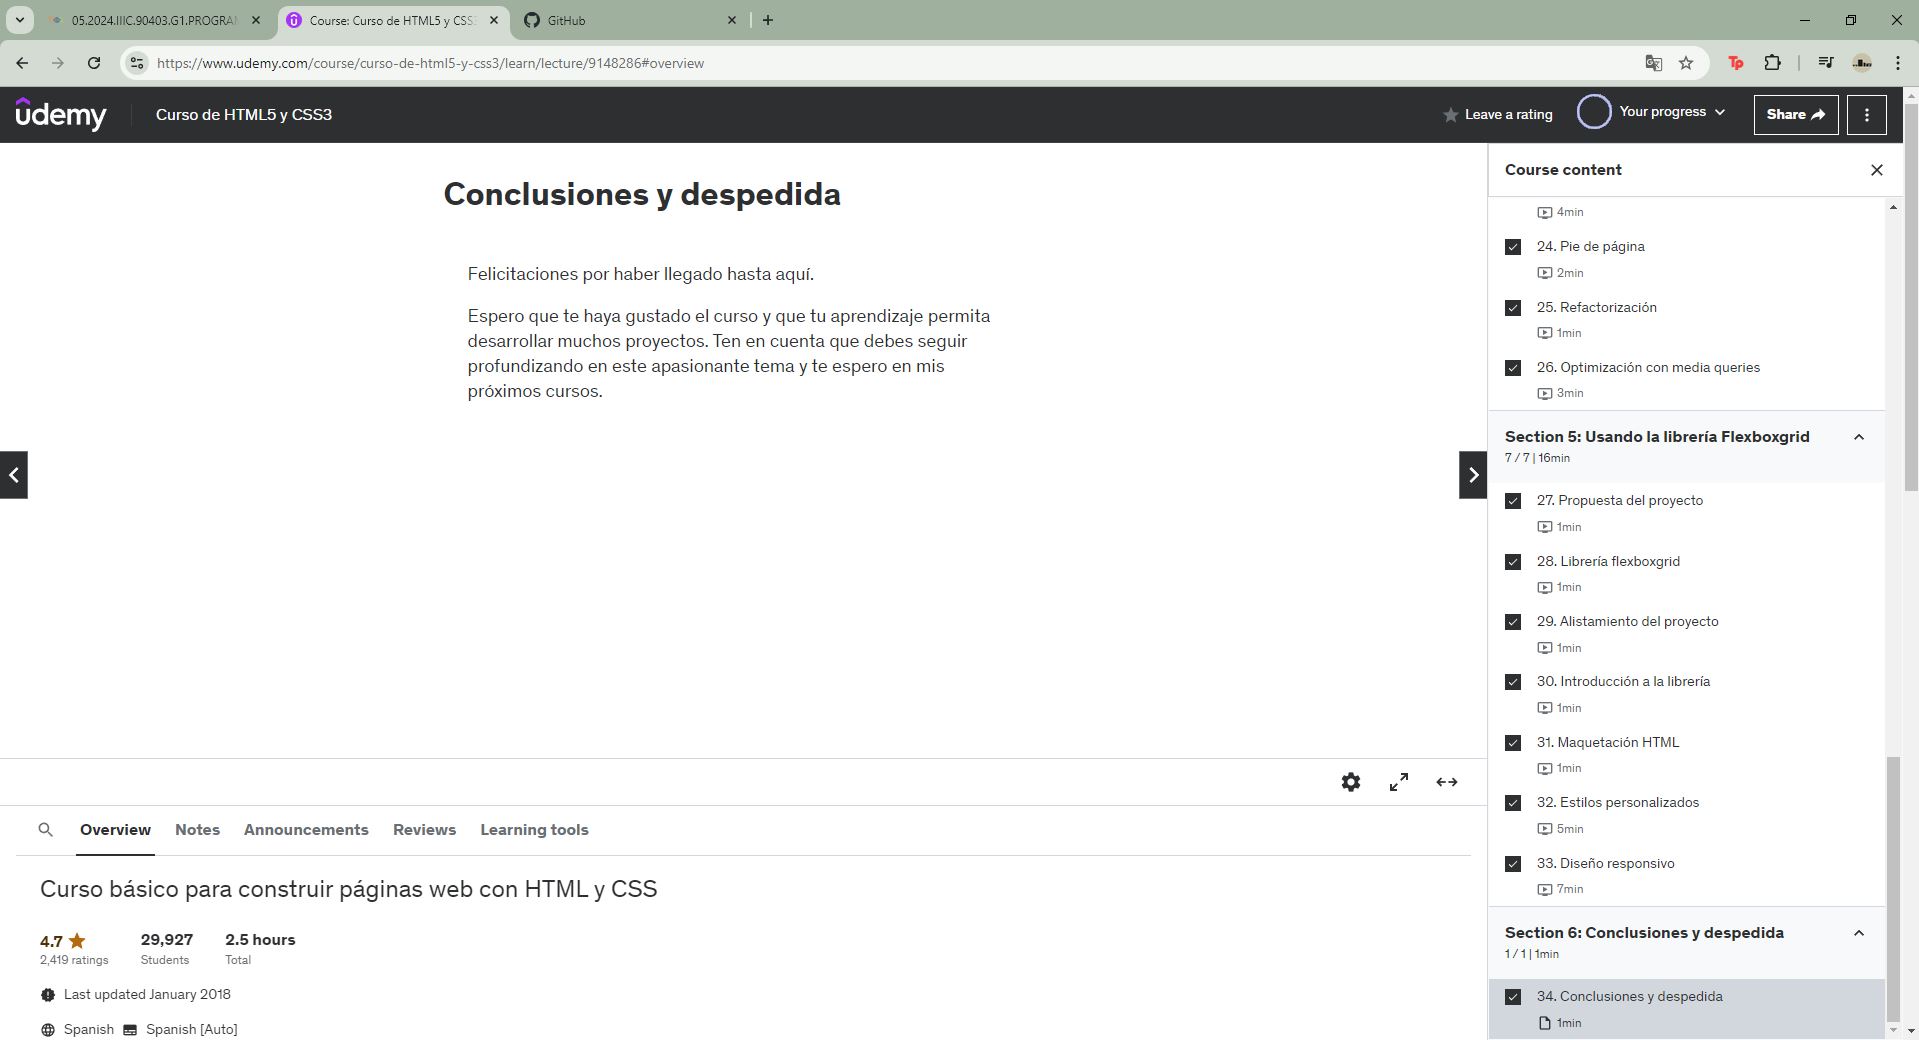 05.2024.IIIC.90403.G1.PROGRAM
Course: Curso de HTML5 y CSS3
GitHub
https://www.udemy.com/course/curso-de-html5-y-css3/learn/lecture/9148286#overview
Tp
udemy
Curso de HTML5 y CSS3
Leave a rating
Your progress
Share
Conclusiones y despedida
Felicitaciones por haber llegado hasta aquí.
Espero que te haya gustado el curso y que tu aprendizaje permita
desarrollar muchos proyectos. Ten en cuenta que debes seguir
profundizando en este apasionante tema y te espero en mis
próximos cursos.
Course content
4min
24. Pie de página
2min
25. Refactorización
1min
26. Optimización con media queries
3min
Section 5: Usando la librería Flexboxgrid
7 / 7 | 16min
27. Propuesta del proyecto
1min
28. Librería flexboxgrid
1min
29. Alistamiento del proyecto
1min
30. Introducción a la librería
1min
31. Maquetación HTML
1min
32. Estilos personalizados
5min
33. Diseño responsivo
7min
Section 6: Conclusiones y despedida
1 / 1 | 1min
34. Conclusiones y despedida
1min
Overview
Notes
Announcements
Reviews
Learning tools
Curso básico para construir páginas web con HTML y CSS
4.7
29,927
2.5 hours
2,419 ratings
Students
Total
Last updated January 2018
Spanish
Spanish [Auto]